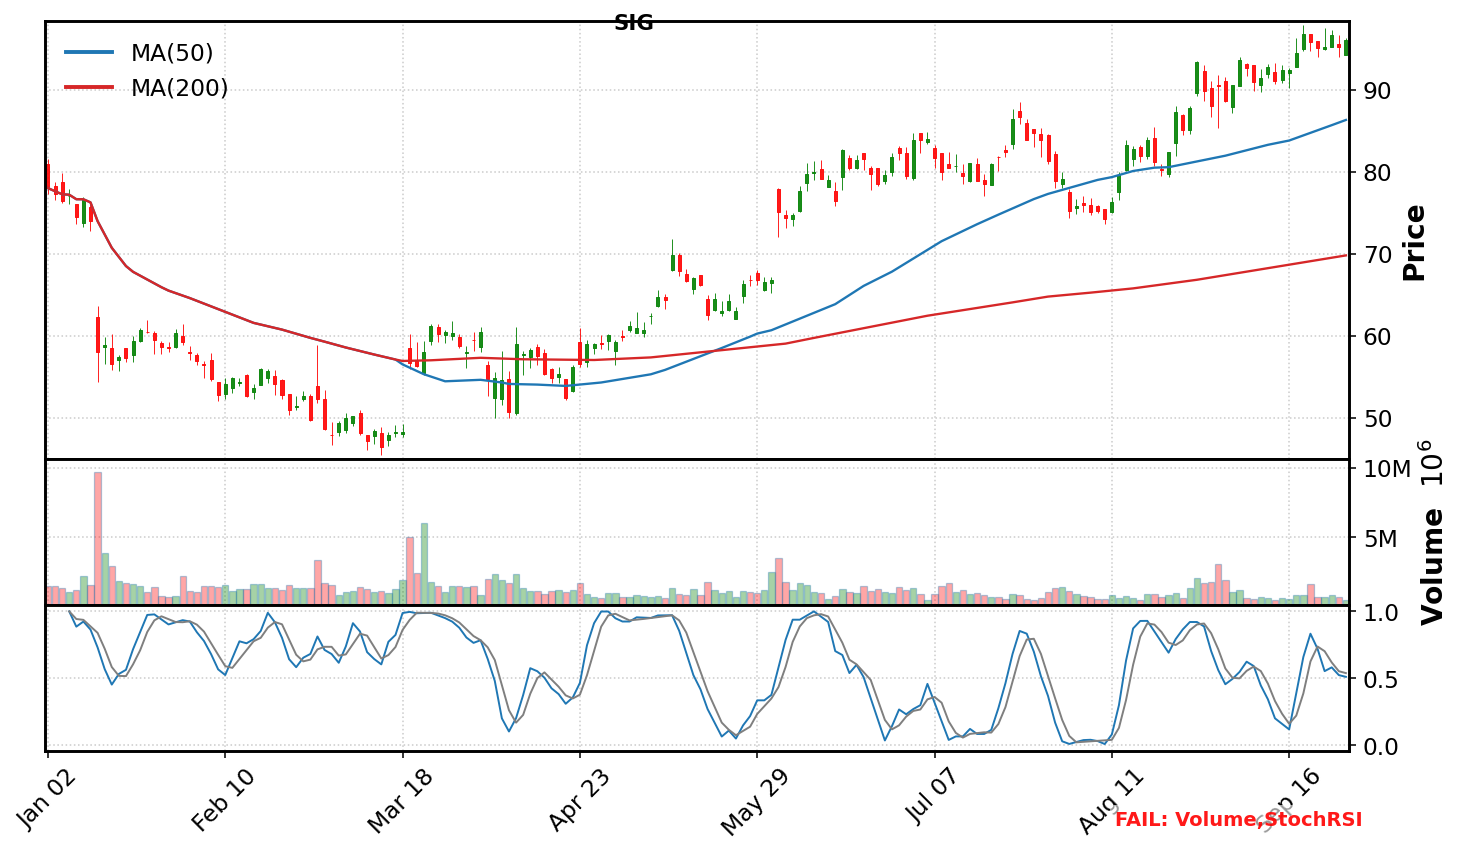 SIG
MA(50)
MA(200)
90
80
70
60
50
Price
10M
5M
Volume 10^6
1.0
0.5
0.0
Jan 02
Feb 10
Mar 18
Apr 23
May 29
Jul 07
Aug 11
Sep 16
FAIL: Volume,StochRSI